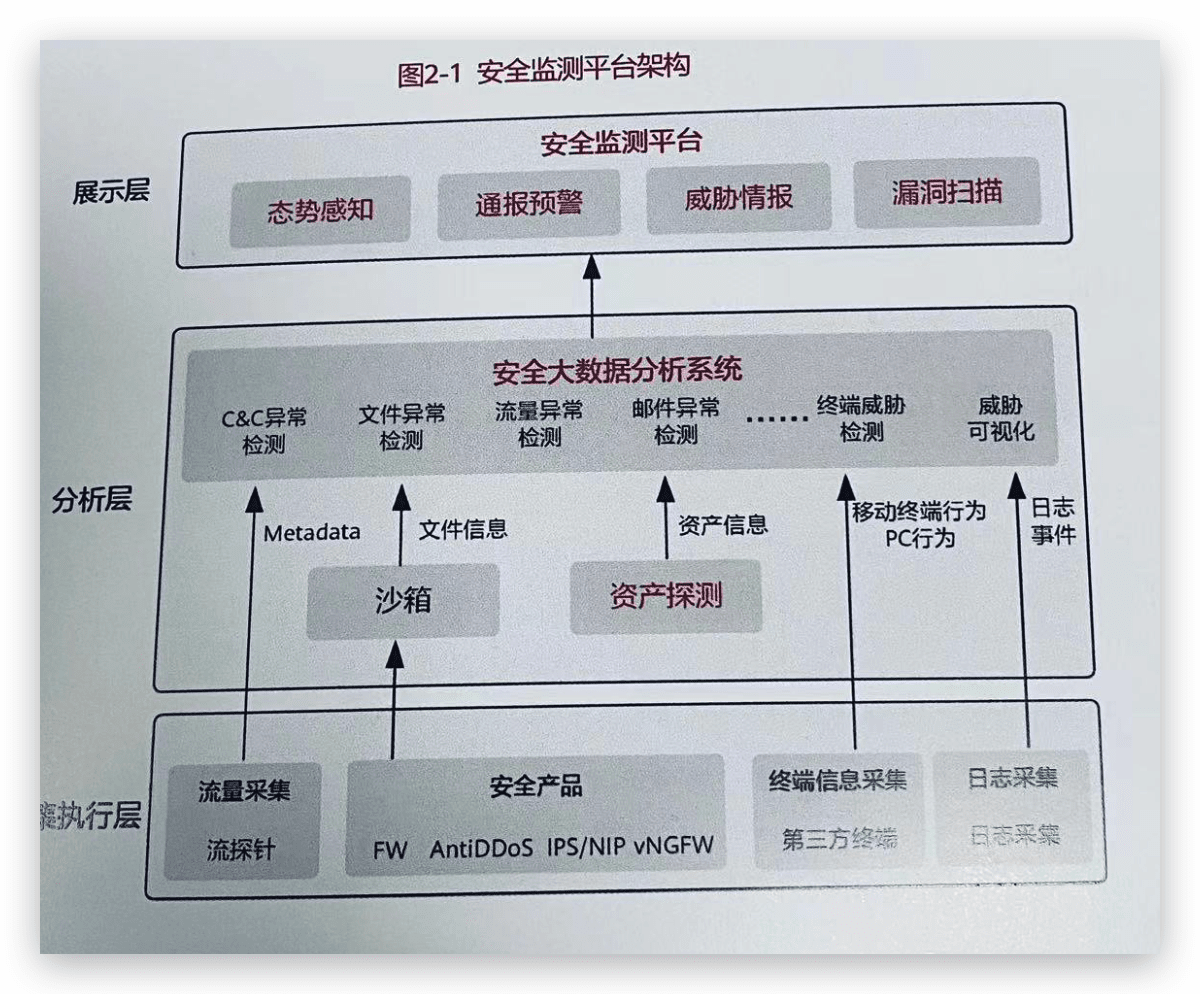 图2-1 安全监测平台架构
安全监测平台
展示层
态势感知 通报预警 威胁情报 漏洞扫描
安全大数据分析系统
C&C异常
检测
文件异常
检测
流量异常
检测
邮件异常
检测
……
终端威胁
检测
威胁
可视化
分析层
Metadata
文件信息
资产信息
移动终端行为
PC行为
日志
事件
沙箱
资产探测
执行层
流量采集
流探针
安全产品
FW AntiDDoS IPS/NIP vNGFW
终端信息采集
第三方终端
日志采集
日志采集